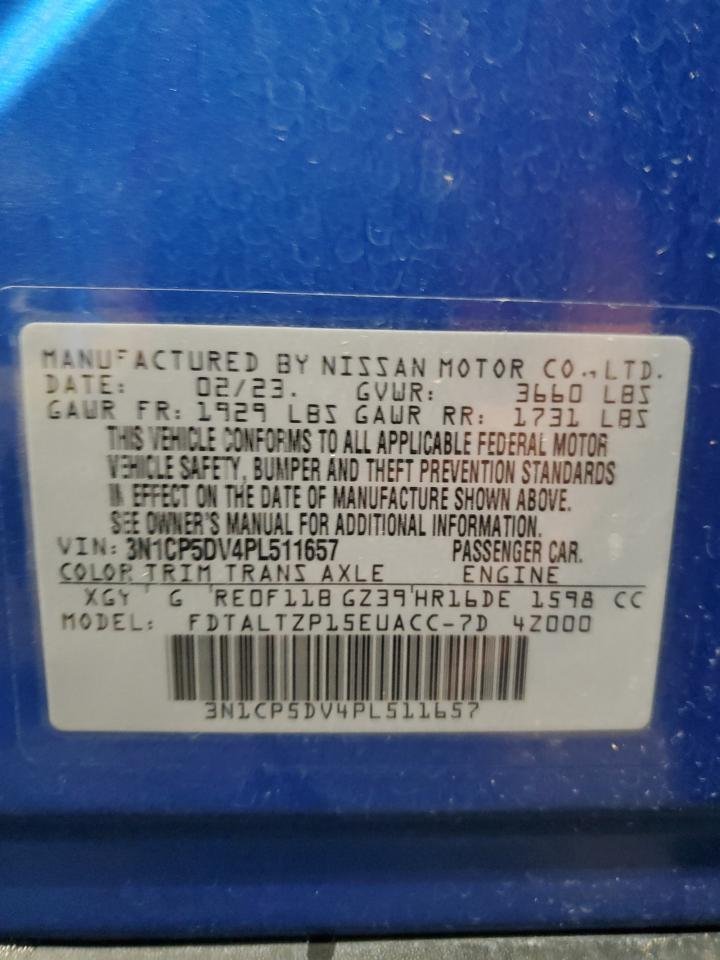 MANUFACTURED BY NISSAN MOTOR CO.,LTD.
DATE: 02/23. GVWR: 3660 LBS
GAWR FR: 1929 LBS GAWR RR: 1731 LBS
THIS VEHICLE CONFORMS TO ALL APPLICABLE FEDERAL MOTOR
VEHICLE SAFETY, BUMPER AND THEFT PREVENTION STANDARDS
IN EFFECT ON THE DATE OF MANUFACTURE SHOWN ABOVE.
SEE OWNER'S MANUAL FOR ADDITIONAL INFORMATION.
VIN: 3N1CP5DV4PL511657 PASSENGER CAR.
COLOR TRIM TRANS AXLE ENGINE
XGY G RE0F11B GZ39 HR16DE 1598 CC
MODEL: FDTALTZP15EUACC-7D 4Z000
3N1CP5DV4PL511657